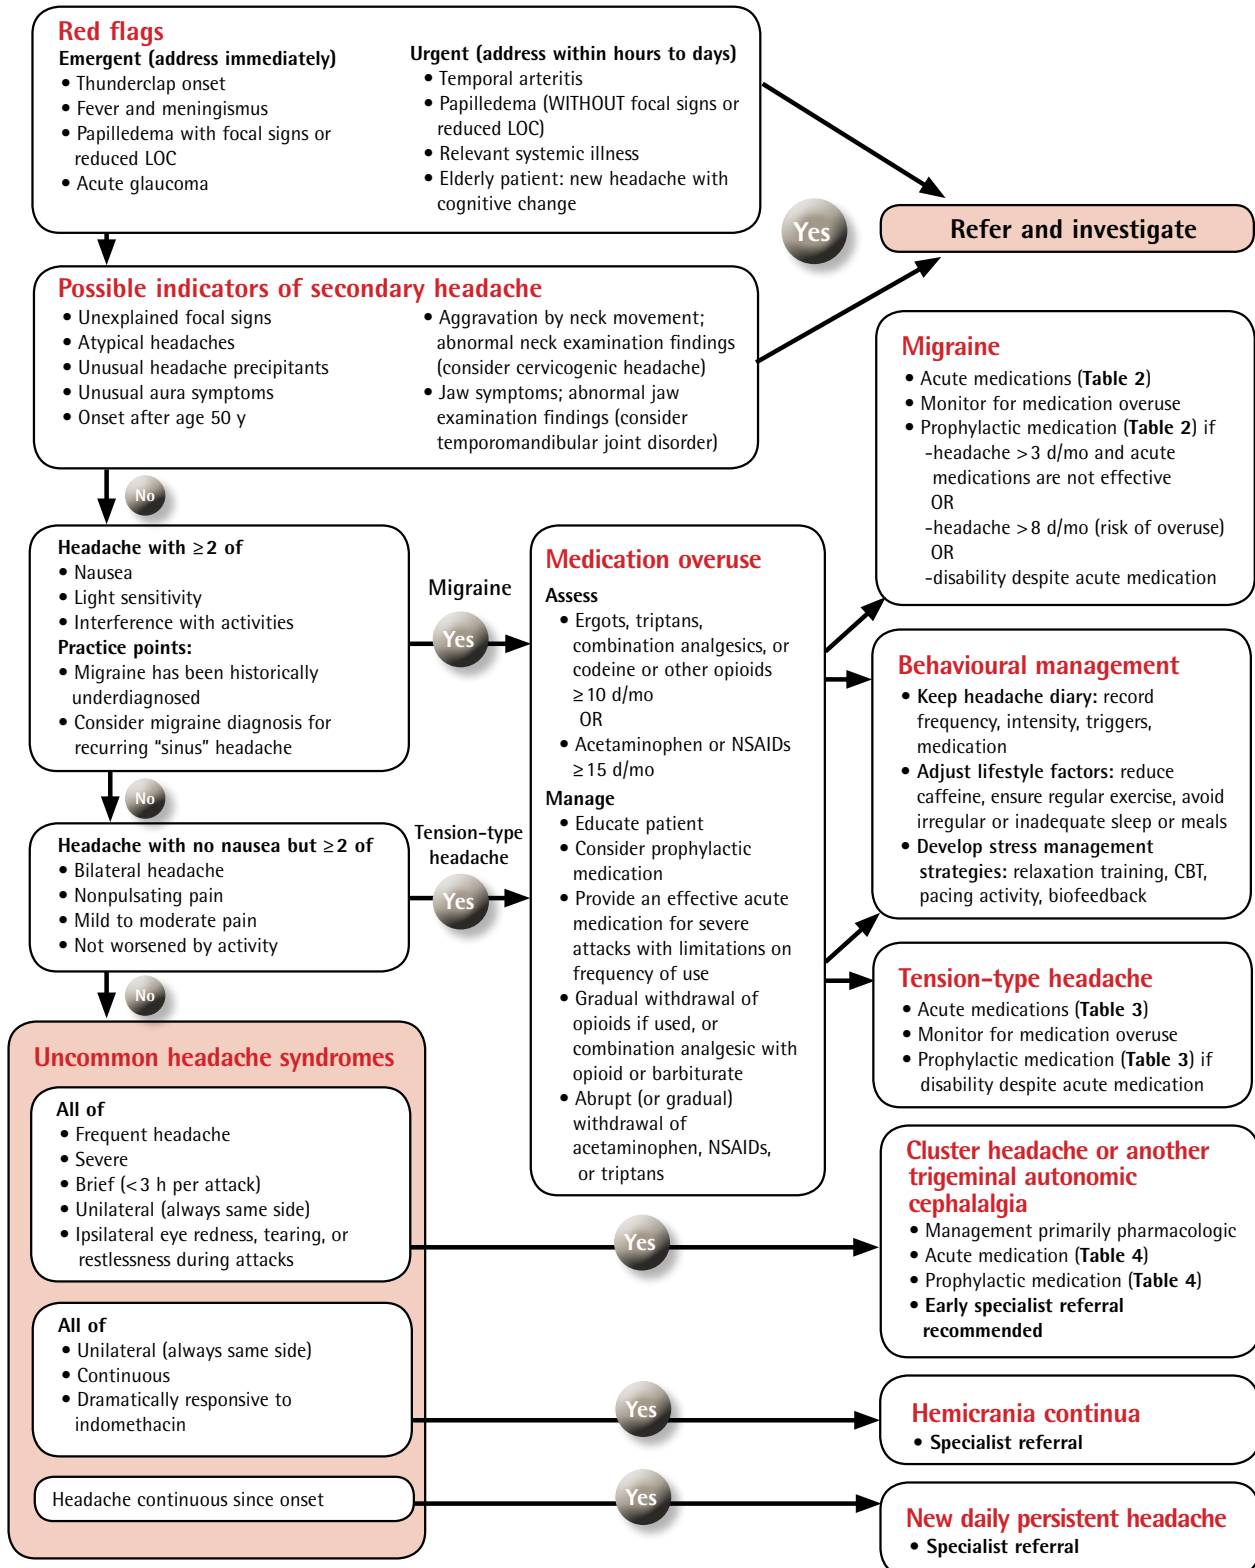 Red flags
Emergent (address immediately)
• Thunderclap onset
• Fever and meningismus
• Papilledema with focal signs or
reduced LOC
• Acute glaucoma
Urgent (address within hours to days)
• Temporal arteritis
• Papilledema (WITHOUT focal signs or
reduced LOC)
• Relevant systemic illness
• Elderly patient: new headache with
cognitive change
Yes
Refer and investigate
Possible indicators of secondary headache
• Unexplained focal signs
• Atypical headaches
• Unusual headache precipitants
• Unusual aura symptoms
• Onset after age 50 y
• Aggravation by neck movement;
abnormal neck examination findings
(consider cervicogenic headache)
• Jaw symptoms; abnormal jaw
examination findings (consider
temporomandibular joint disorder)
No
Headache with ≥2 of
• Nausea
• Light sensitivity
• Interference with activities
Practice points:
• Migraine has been historically
underdiagnosed
• Consider migraine diagnosis for
recurring "sinus" headache
Migraine
Yes
No
Headache with no nausea but ≥2 of
• Bilateral headache
• Nonpulsating pain
• Mild to moderate pain
• Not worsened by activity
Tension-type
headache
Yes
No
Medication overuse
Assess
• Ergots, triptans,
combination analgesics, or
codeine or other opioids
≥10 d/mo
OR
• Acetaminophen or NSAIDs
≥15 d/mo
Manage
• Educate patient
• Consider prophylactic
medication
• Provide an effective acute
medication for severe
attacks with limitations on
frequency of use
• Gradual withdrawal of
opioids if used, or
combination analgesic with
opioid or barbiturate
• Abrupt (or gradual)
withdrawal of
acetaminophen, NSAIDs,
or triptans
Migraine
• Acute medications (Table 2)
• Monitor for medication overuse
• Prophylactic medication (Table 2) if
-headache >3 d/mo and acute
medications are not effective
OR
-headache >8 d/mo (risk of overuse)
OR
-disability despite acute medication
Behavioural management
• Keep headache diary: record
frequency, intensity, triggers,
medication
• Adjust lifestyle factors: reduce
caffeine, ensure regular exercise, avoid
irregular or inadequate sleep or meals
• Develop stress management
strategies: relaxation training, CBT,
pacing activity, biofeedback
Tension-type headache
• Acute medications (Table 3)
• Monitor for medication overuse
• Prophylactic medication (Table 3) if
disability despite acute medication
Uncommon headache syndromes
All of
• Frequent headache
• Severe
• Brief (<3 h per attack)
• Unilateral (always same side)
• Ipsilateral eye redness, tearing, or
restlessness during attacks
Yes
Cluster headache or another
trigeminal autonomic
cephalalgia
• Management primarily pharmacologic
• Acute medication (Table 4)
• Prophylactic medication (Table 4)
• Early specialist referral
recommended
All of
• Unilateral (always same side)
• Continuous
• Dramatically responsive to
indomethacin
Yes
Hemicrania continua
• Specialist referral
Headache continuous since onset
Yes
New daily persistent headache
• Specialist referral